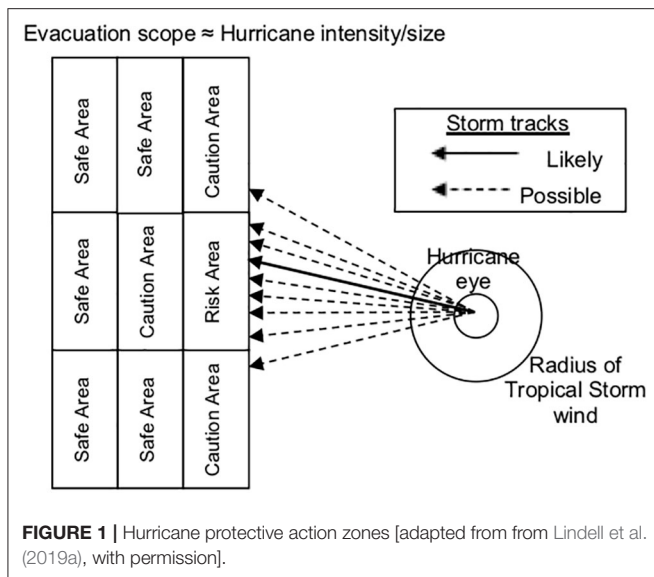 Evacuation scope ≈ Hurricane intensity/size
Safe Area
Safe Area
Caution Area
Safe Area
Caution Area
Risk Area
Safe Area
Safe Area
Caution Area
Storm tracks
Likely
Possible
Hurricane
eye
Radius of
Tropical Storm
wind
FIGURE 1 | Hurricane protective action zones [adapted from from Lindell et al.
(2019a), with permission].